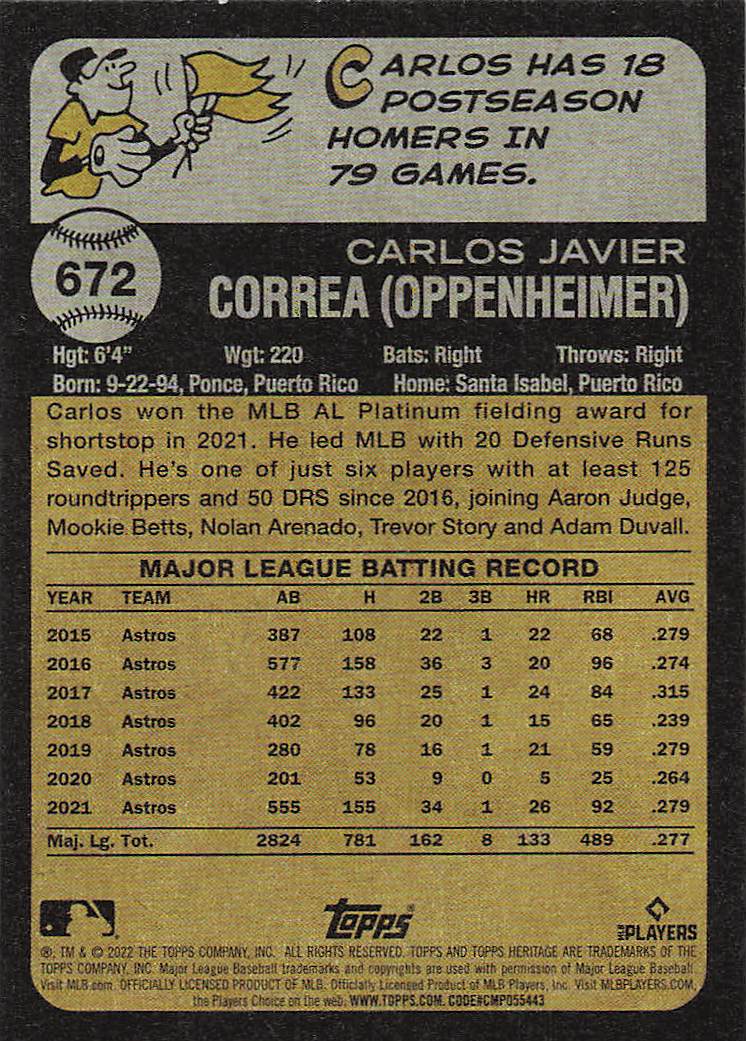 CARLOS HAS 18
POSTSEASON
HOMERS IN
79 GAMES.
672
CARLOS JAVIER
CORREA (OPPENHEIMER)
Hgt: 6'4" Wgt: 220 Bats: Right Throws: Right
Born: 9-22-94, Ponce, Puerto Rico Home: Santa Isabel, Puerto Rico
Carlos won the MLB AL Platinum fielding award for
shortstop in 2021. He led MLB with 20 Defensive Runs
Saved. He's one of just six players with at least 125
roundtrippers and 50 DRS since 2016, joining Aaron Judge,
Mookie Betts, Nolan Arenado, Trevor Story and Adam Duvall.
MAJOR LEAGUE BATTING RECORD
YEAR TEAM AB H 2B 3B HR RBI AVG
2015 Astros 387 108 22 1 22 68 .279
2016 Astros 577 158 36 3 20 96 .274
2017 Astros 422 133 25 1 24 84 .315
2018 Astros 402 96 20 1 15 65 .239
2019 Astros 280 78 16 1 21 59 .279
2020 Astros 201 53 9 0 5 25 .264
2021 Astros 555 155 34 1 26 92 .279
Maj. Lg. Tot. 2824 781 162 8 133 489 .277
Topps®
MLB PLAYERS
®, TM & © 2022 THE TOPPS COMPANY, INC. ALL RIGHTS RESERVED. TOPPS AND TOPPS HERITAGE ARE TRADEMARKS OF THE
TOPPS COMPANY, INC. Major League Baseball trademarks and copyrights are used with permission of Major League Baseball.
Visit MLB.com. OFFICIALLY LICENSED PRODUCT OF MLB. Officially Licensed Product of MLB Players, Inc. Visit MLBPLAYERS.COM,
the Players Choice on the web. WWW.TOPPS.COM. CODE#CMP055443